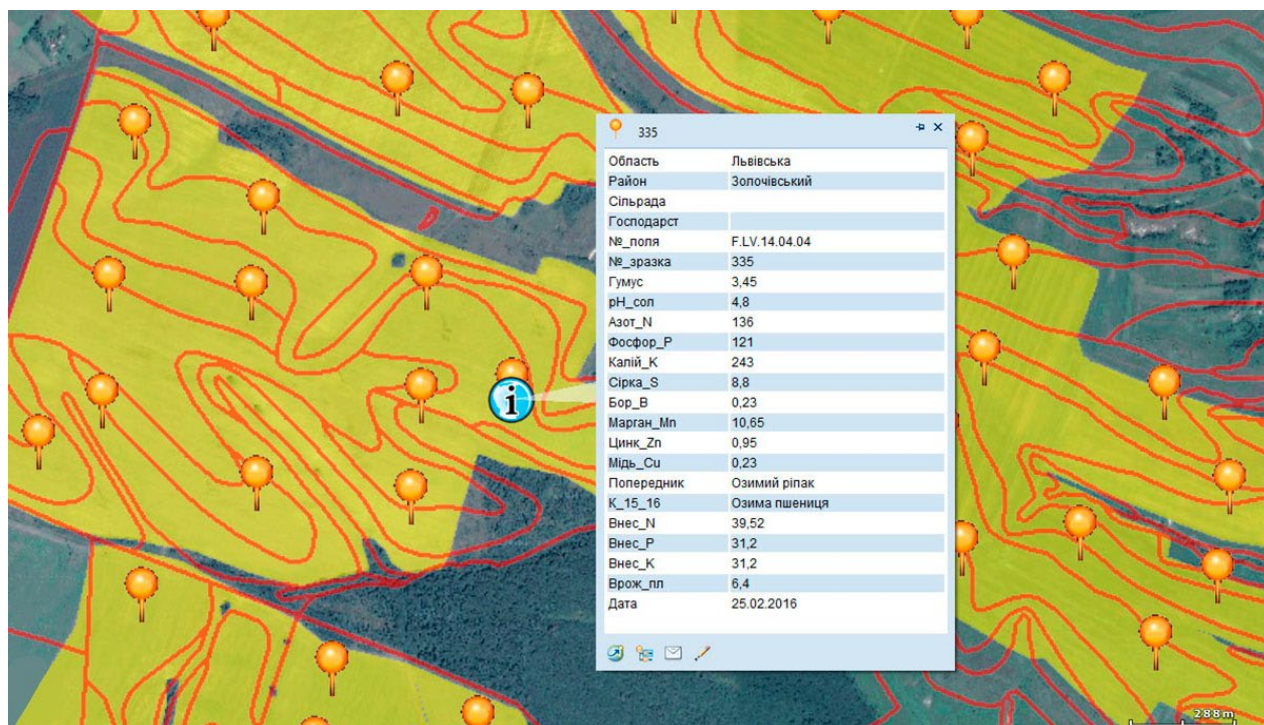 335
Область Львівська
Район Золочівський
Сільрада
Господарст
№_поля F.LV.14.04.04
№_зразка 335
Гумус 3,45
pH_сол 4,8
Азот_N 136
Фосфор_P 121
Калій_K 243
Сірка_S 8,8
Бор_B 0,23
Марган_Mn 10,65
Цинк_Zn 0,95
Мідь_Cu 0,23
Попередник Озимий ріпак
К_15_16 Озима пшениця
Внес_N 39,52
Внес_P 31,2
Внес_K 31,2
Врож_пл 6,4
Дата 25.02.2016
i
288m